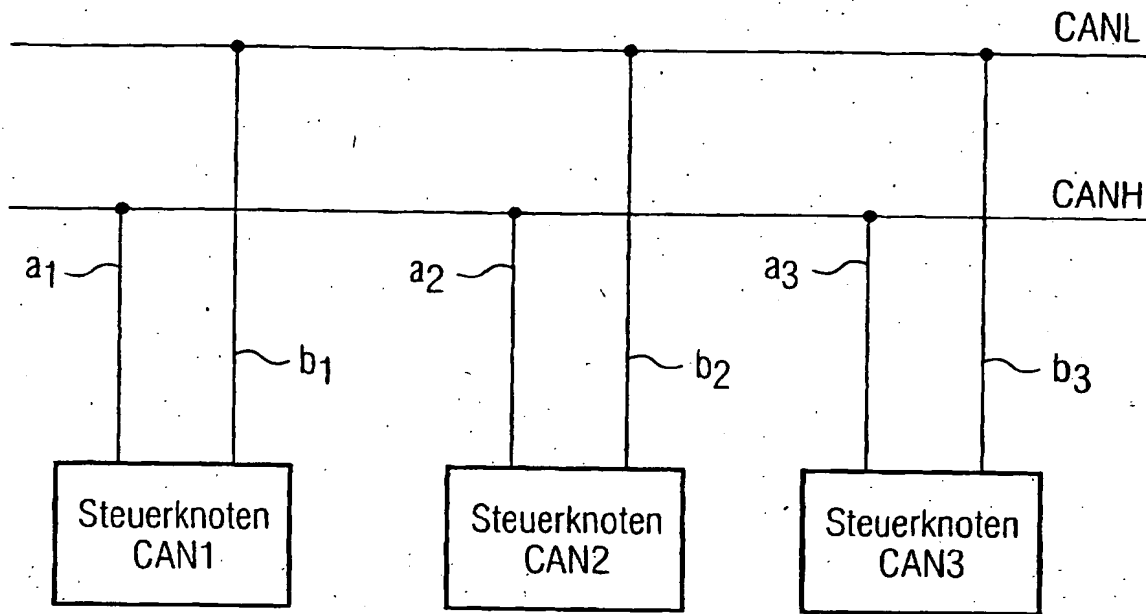 CANL
CANH
a1
a2
a3
b1
b2
b3
Steuerknoten
CAN1
Steuerknoten
CAN2
Steuerknoten
CAN3